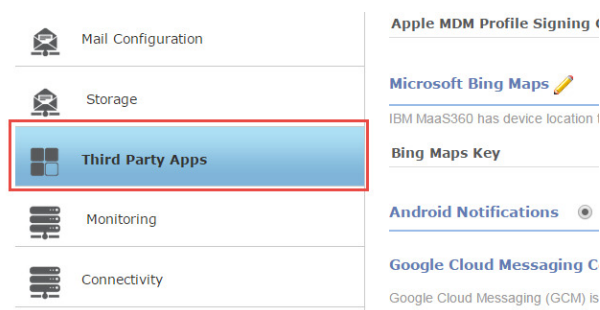 Mail Configuration
Storage
Third Party Apps
Monitoring
Connectivity
Apple MDM Profile Signing
Microsoft Bing Maps
IBM MaaS360 has device location
Bing Maps Key
Android Notifications
Google Cloud Messaging
Google Cloud Messaging (GCM) is